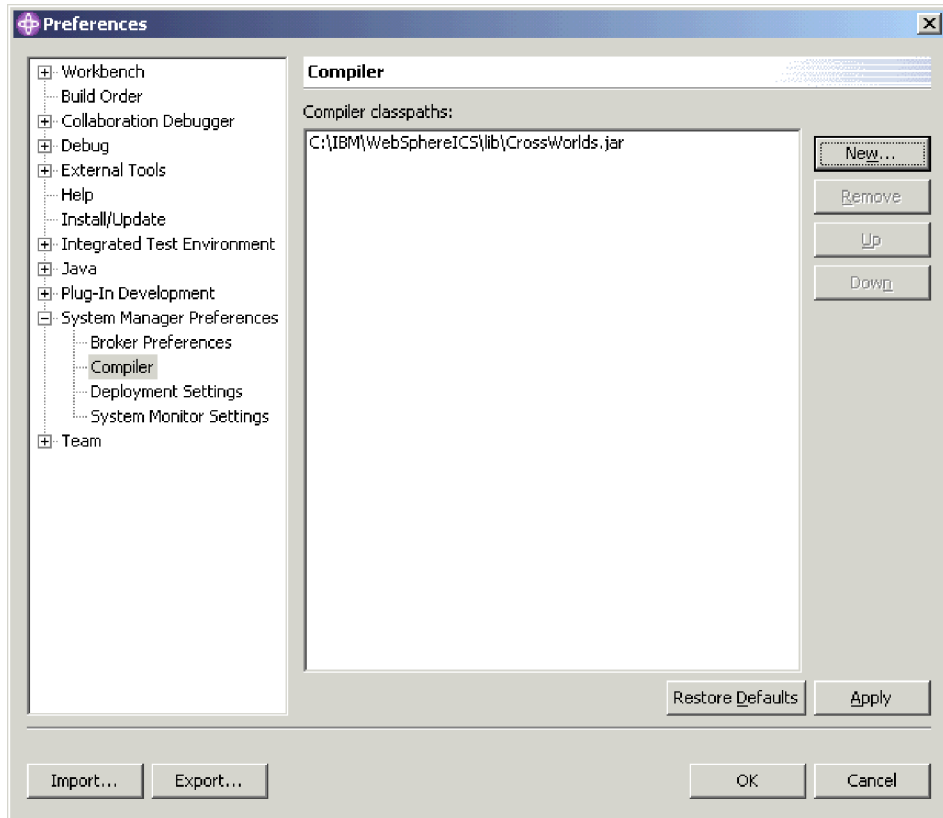 Preferences
Workbench
Build Order
Collaboration Debugger
Debug
External Tools
Help
Install/Update
Integrated Test Environment
Java
Plug-In Development
System Manager Preferences
Broker Preferences
Compiler
Deployment Settings
System Monitor Settings
Team
Compiler
Compiler classpaths:
C:\IBM\WebSphereICS\lib\CrossWorlds.jar
New...
Remove
Up
Down
Restore Defaults
Apply
Import...
Export...
OK
Cancel